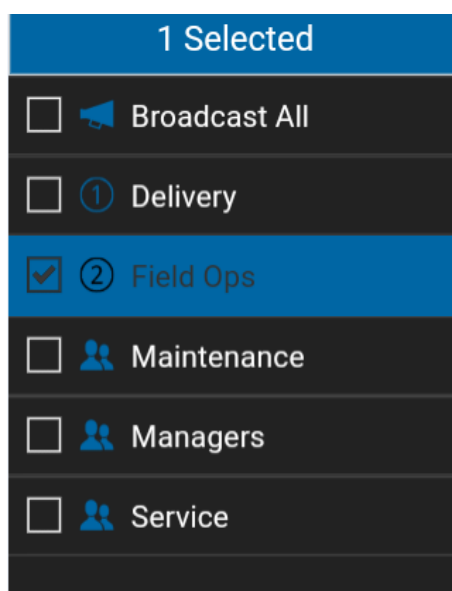 1 Selected
Broadcast All
1 Delivery
2 Field Ops
Maintenance
Managers
Service